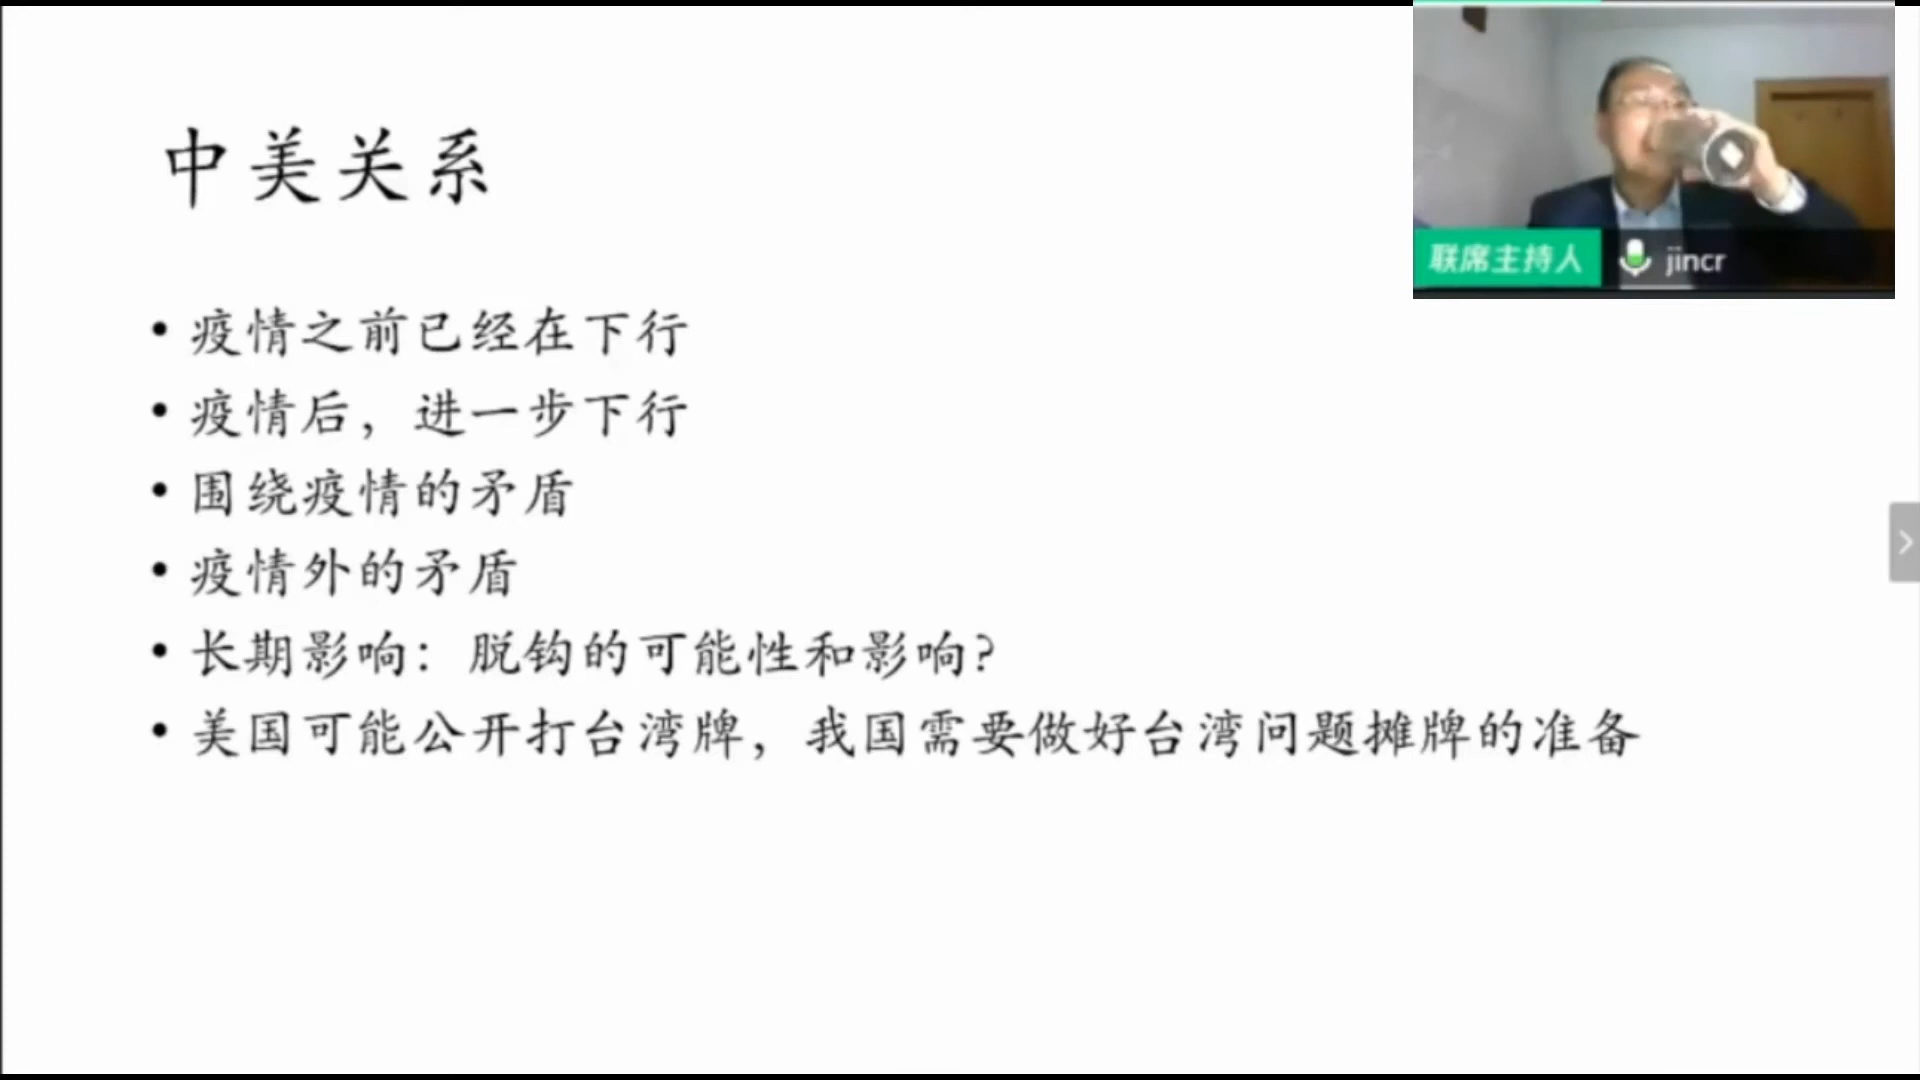 中美关系
• 疫情之前已经在下行
• 疫情后，进一步下行
• 围绕疫情的矛盾
• 疫情外的矛盾
• 长期影响：脱钩的可能性和影响?
• 美国可能公开打台湾牌，我国需要做好台湾问题摊牌的准备
联席主持人 jincr